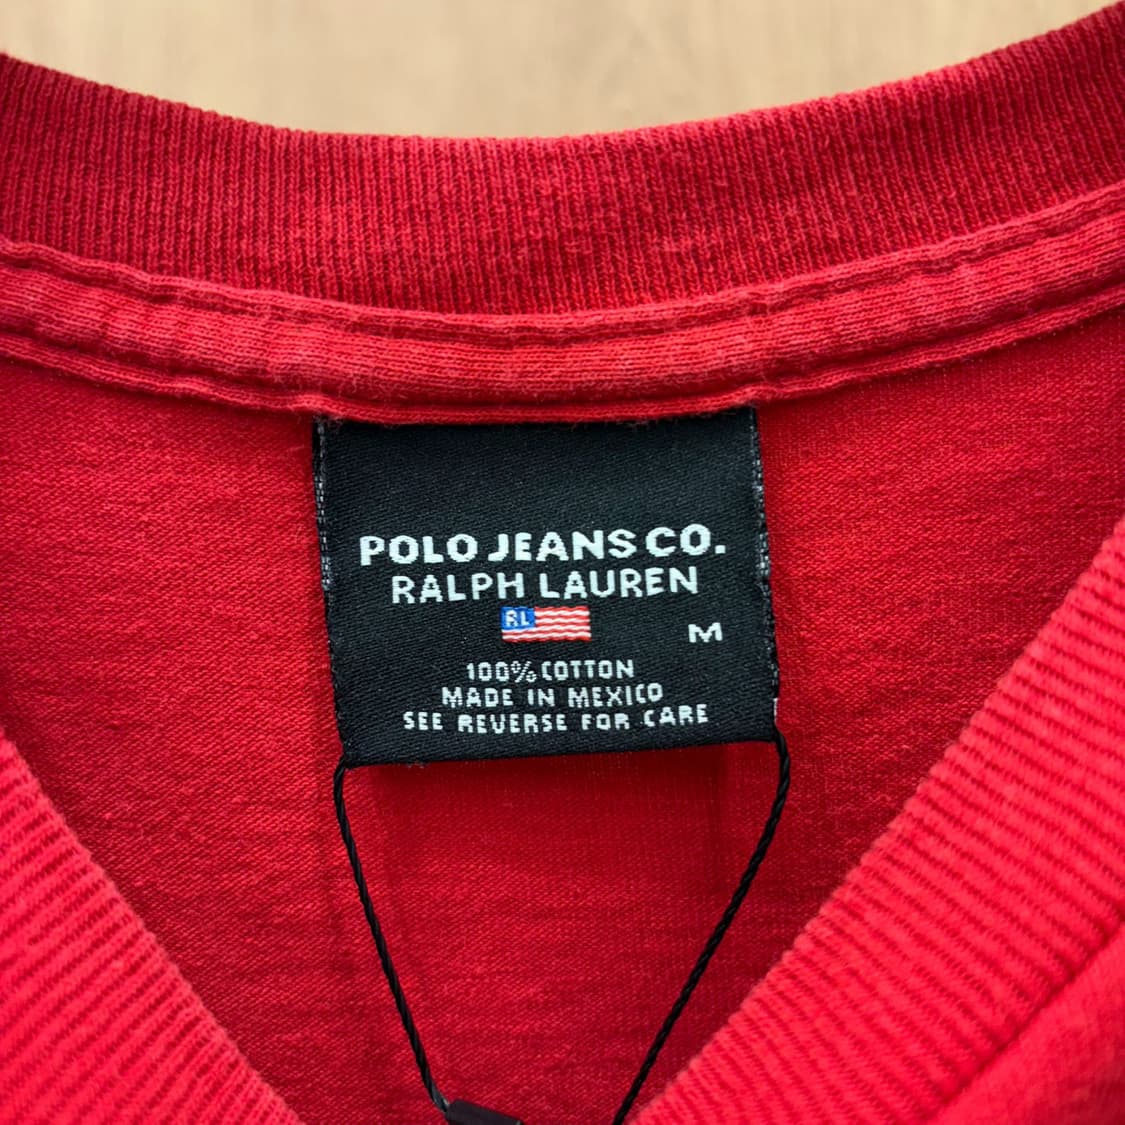 POLO JEANS CO.
RALPH LAUREN
RL
M
100% COTTON
MADE IN MEXICO
SEE REVERSE FOR CARE